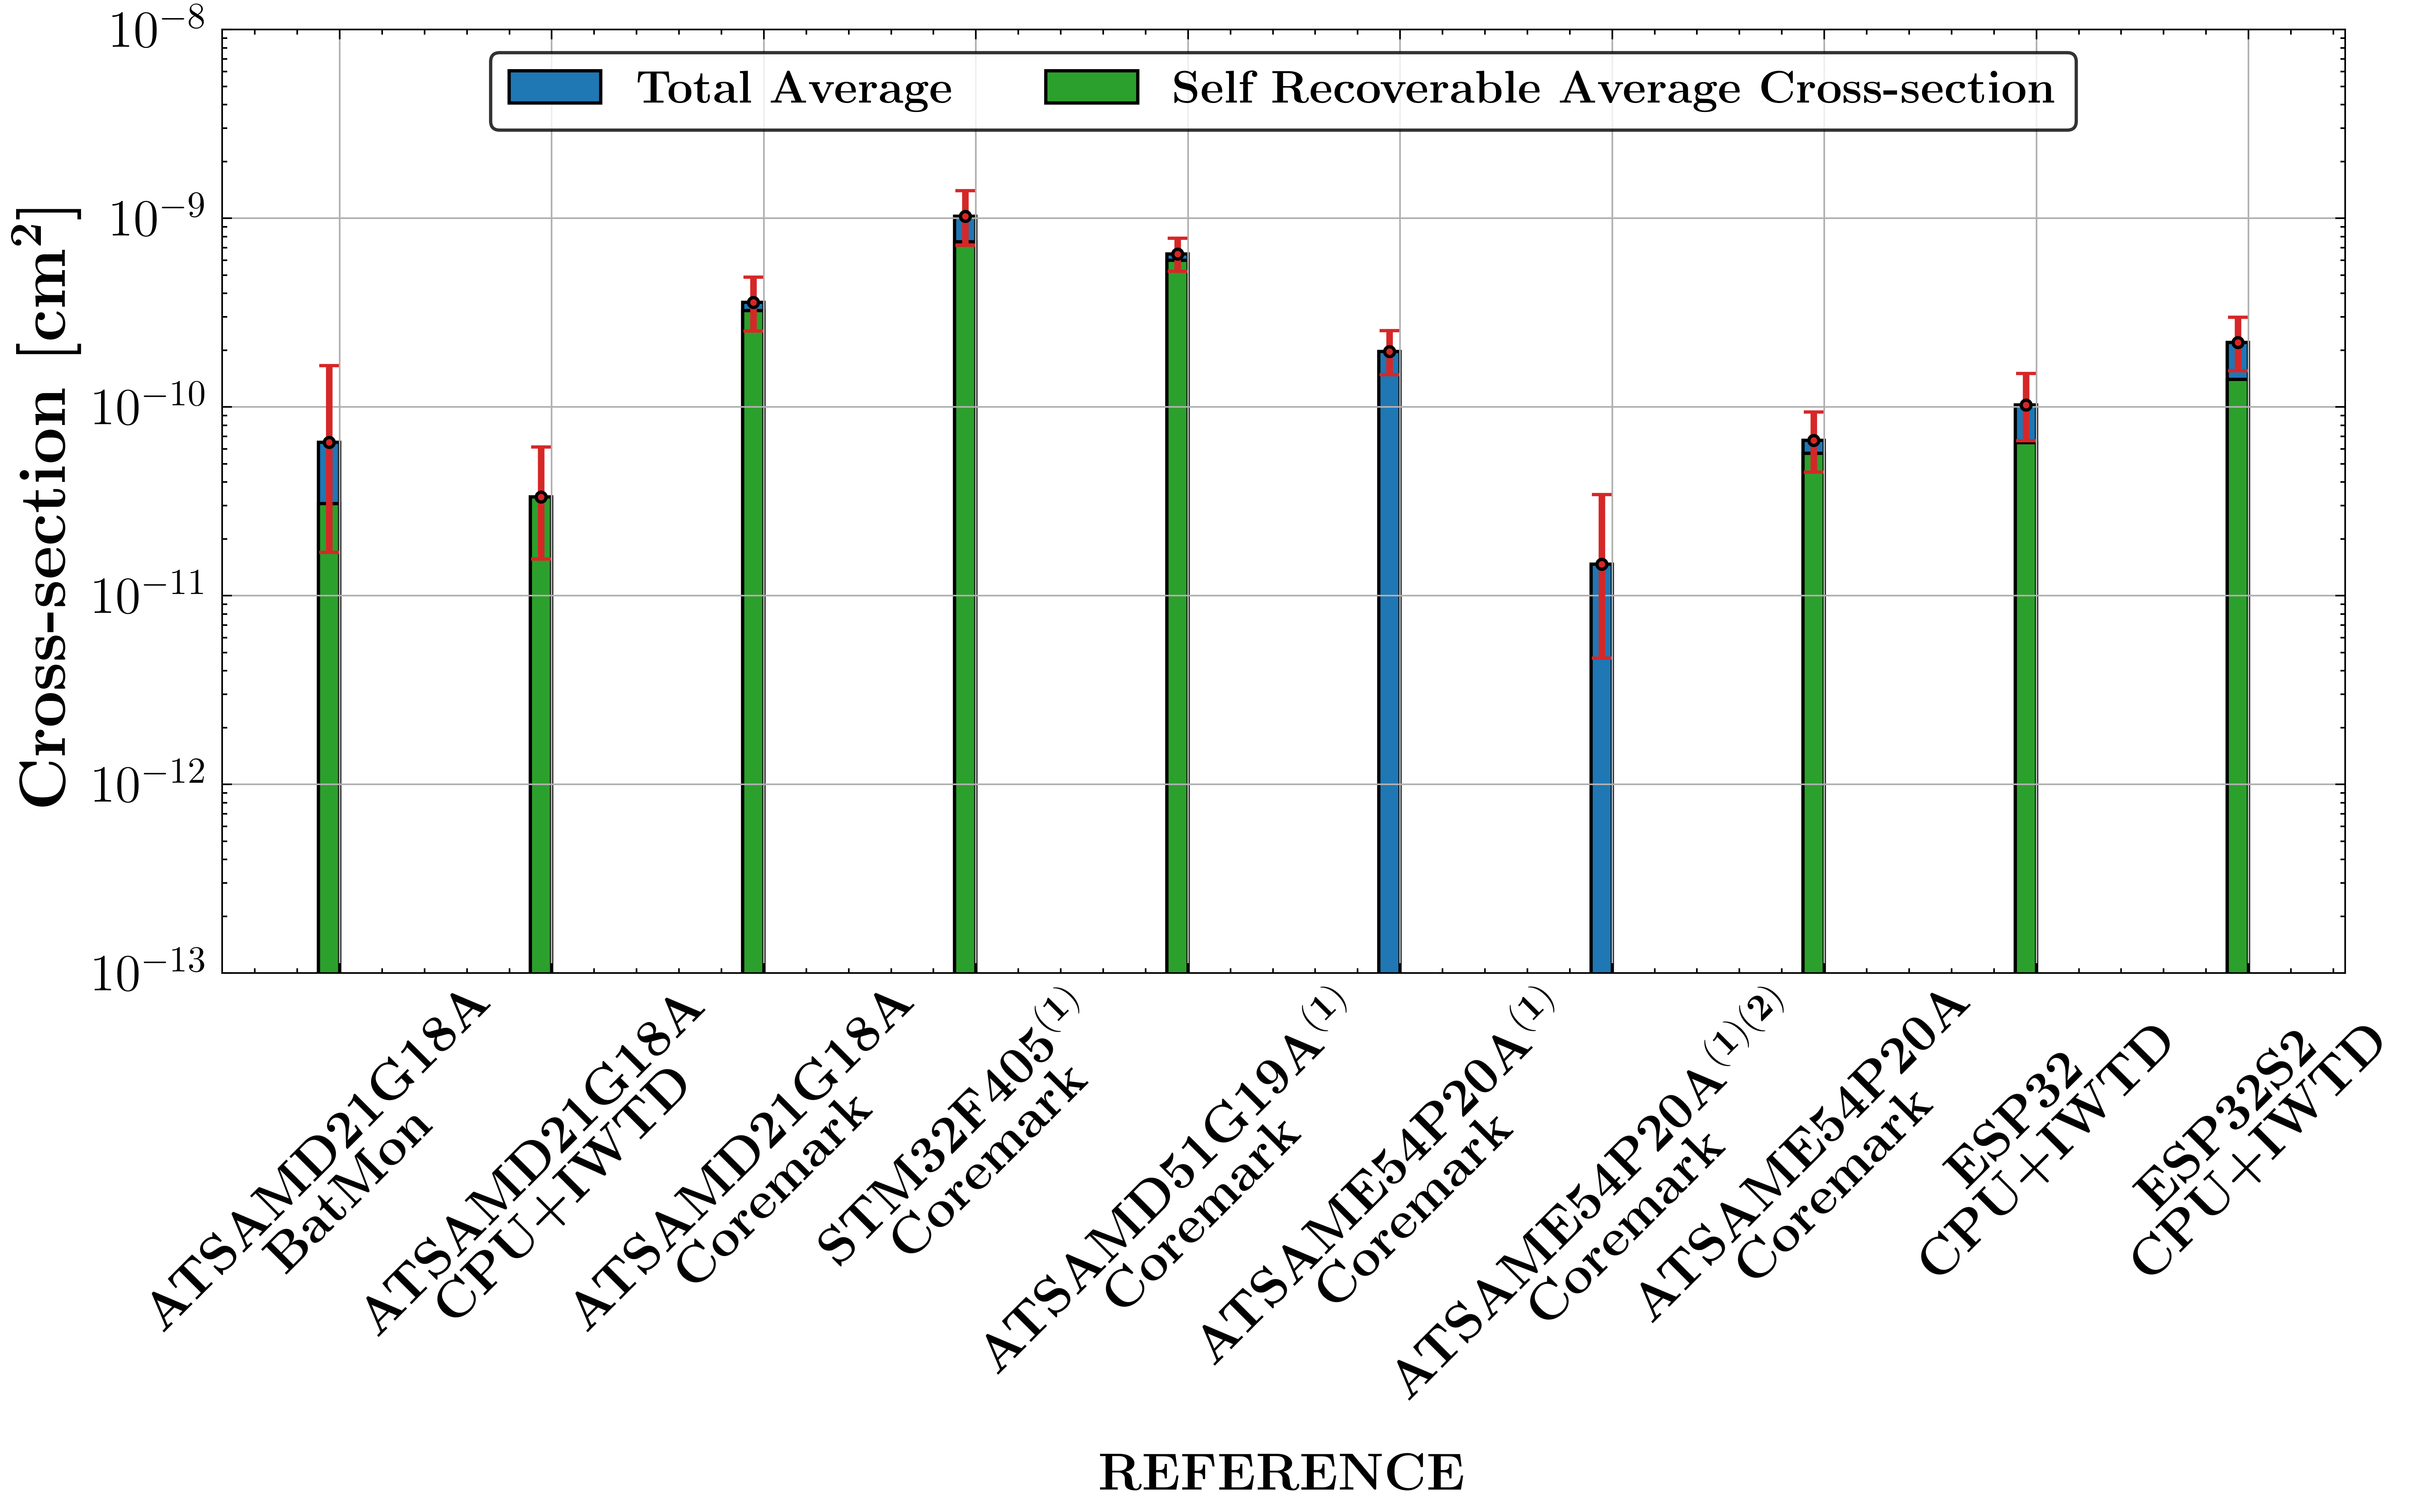 Total Average
Self Recoverable Average Cross-section
Cross-section [cm²]
10⁻⁸
10⁻⁹
10⁻¹⁰
10⁻¹¹
10⁻¹²
10⁻¹³
ATSAMD21G18A
BatMon
ATSAMD21G18A
CPU+IWTD
ATSAMD21G18A
Coremark
STM32F405⁽¹⁾
Coremark
ATSAMD51G19A⁽¹⁾
Coremark
ATSAME54P20A⁽¹⁾
Coremark
ATSAME54P20A⁽¹⁾⁽²⁾
Coremark
ATSAME54P20A
Coremark
ESP32
CPU+IWTD
ESP32S2
CPU+IWTD
REFERENCE